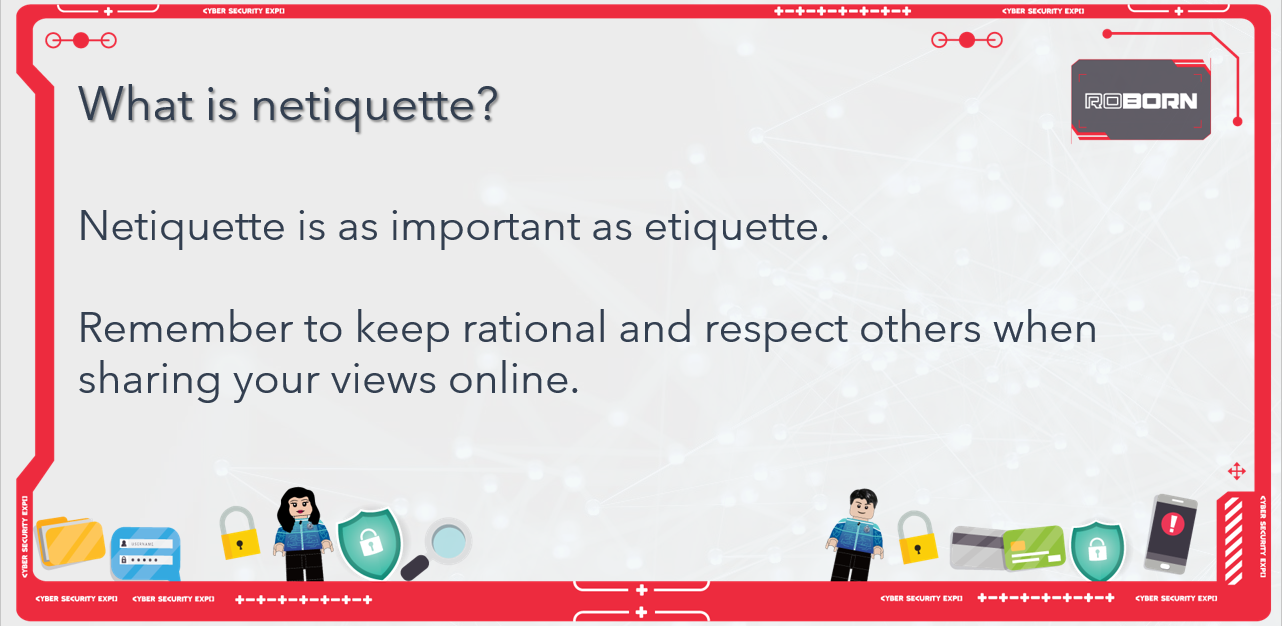 CYBER SECURITY EXPO
CYBER SECURITY EXPO
ROBORN
What is netiquette?
Netiquette is as important as etiquette.
Remember to keep rational and respect others when
sharing your views online.
CYBER SECURITY EXPO
USERNAME
CYBER SECURITY EXPO
CYBER SECURITY EXPO
CYBER SECURITY EXPO
CYBER SECURITY EXPO
CYBER SECURITY EXPO